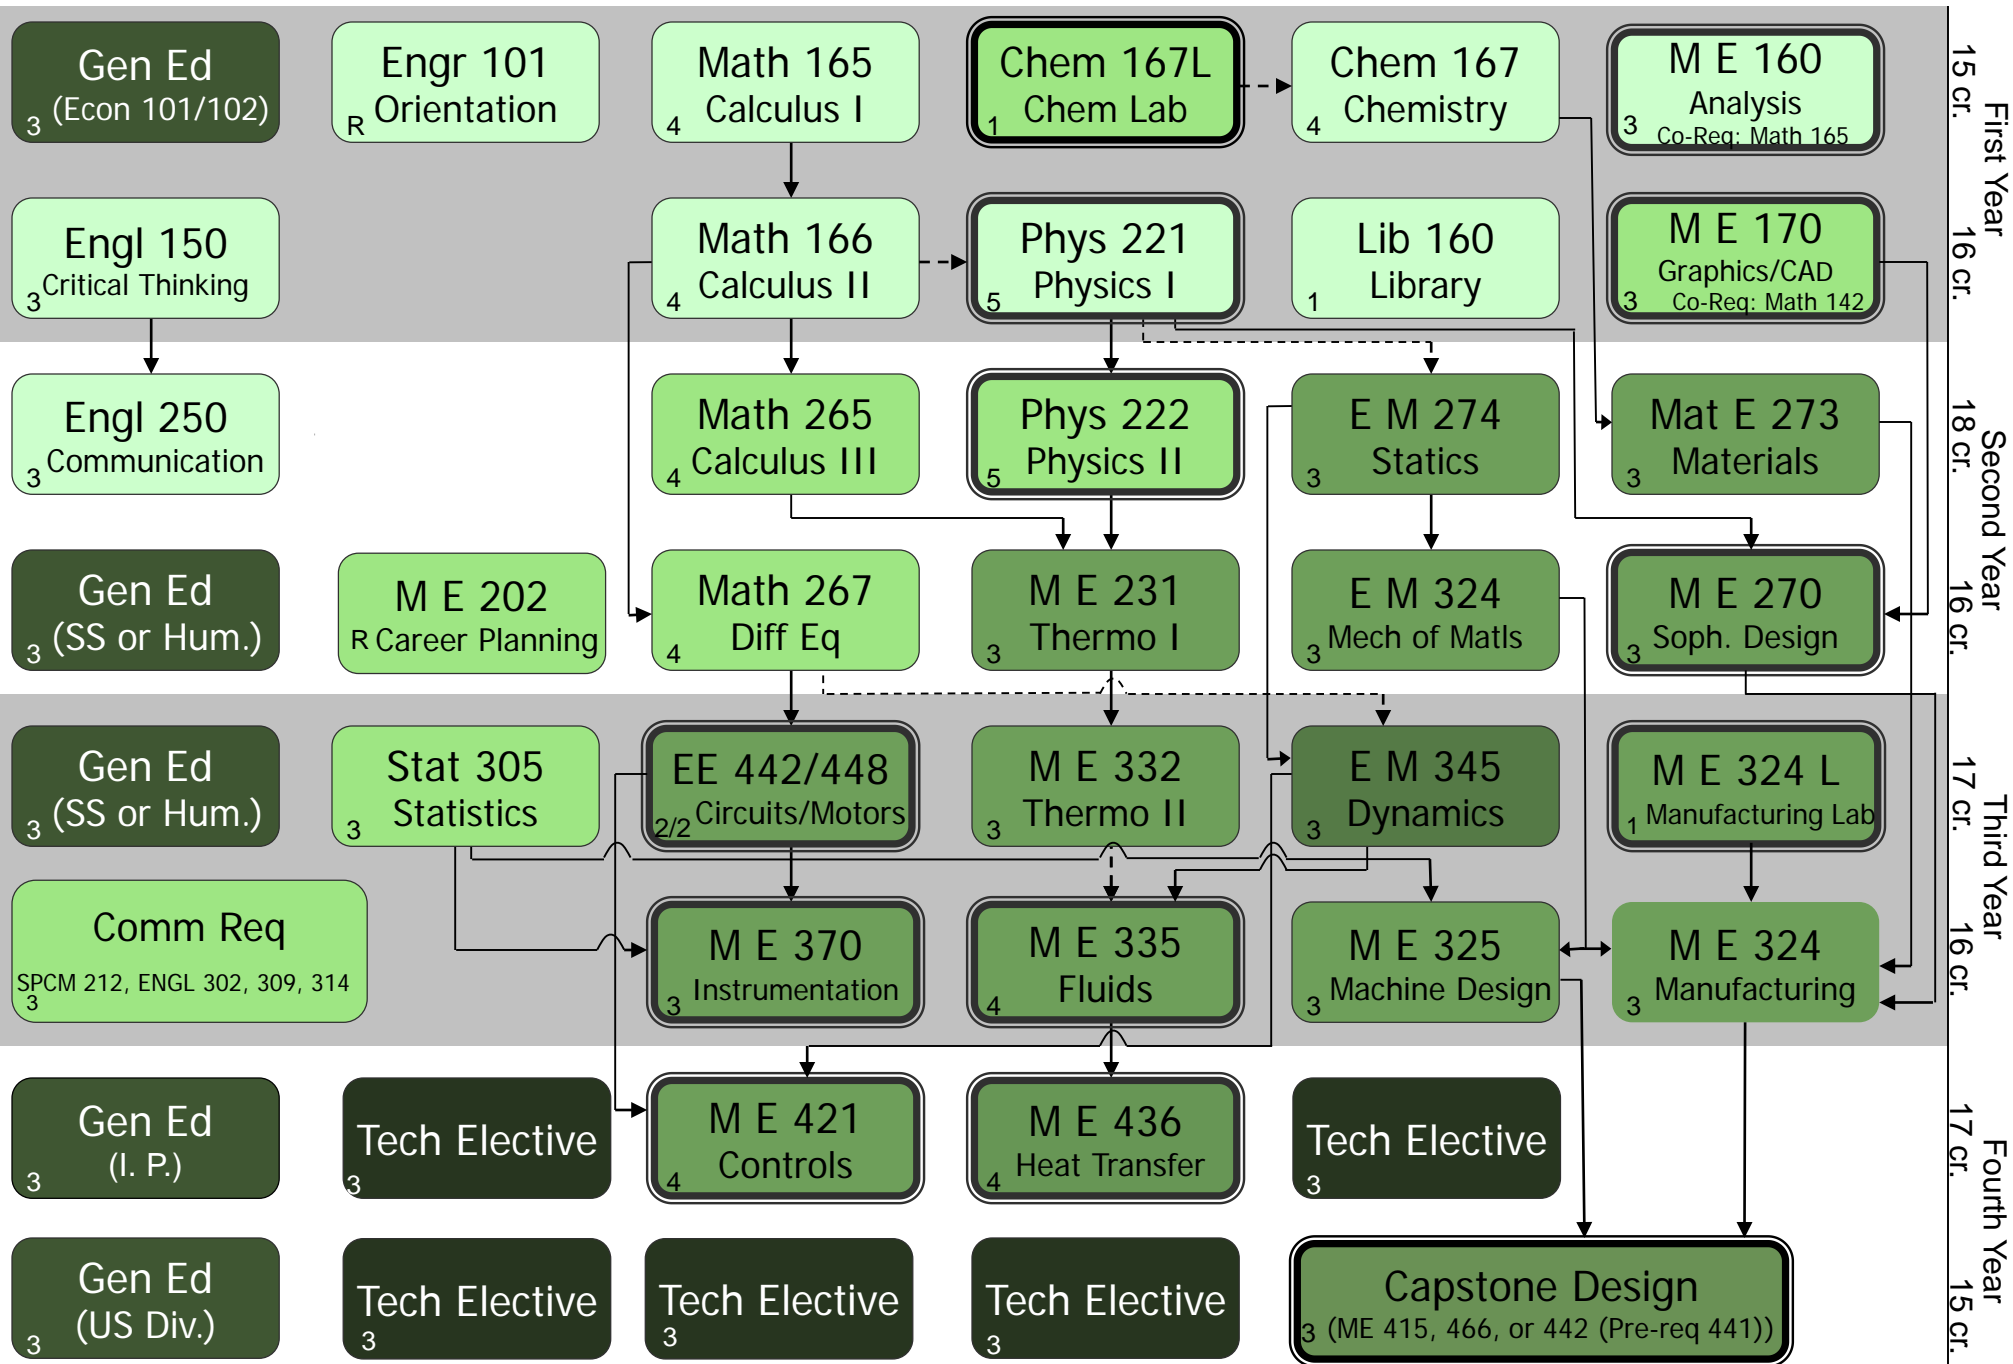 Gen Ed
3 (Econ 101/102)
Engr 101
R Orientation
Math 165
4 Calculus I
Chem 167L
1 Chem Lab
Chem 167
4 Chemistry
M E 160
Analysis
3 Co-Req: Math 165
15 cr.
First Year
Engl 150
3 Critical Thinking
Math 166
4 Calculus II
Phys 221
5 Physics I
Lib 160
1 Library
M E 170
Graphics/CAD
3 Co-Req: Math 142
16 cr.
Engl 250
3 Communication
Math 265
4 Calculus III
Phys 222
5 Physics II
E M 274
3 Statics
Mat E 273
3 Materials
18 cr.
Second Year
Gen Ed
3 (SS or Hum.)
M E 202
R Career Planning
Math 267
4 Diff Eq
M E 231
3 Thermo I
E M 324
3 Mech of Matls
M E 270
3 Soph. Design
16 cr.
Gen Ed
3 (SS or Hum.)
Stat 305
3 Statistics
EE 442/448
2/2 Circuits/Motors
M E 332
3 Thermo II
E M 345
3 Dynamics
M E 324 L
1 Manufacturing Lab
17 cr.
Third Year
Comm Req
SPCM 212, ENGL 302, 309, 314
3
M E 370
3 Instrumentation
M E 335
4 Fluids
M E 325
3 Machine Design
M E 324
3 Manufacturing
16 cr.
Gen Ed
3 (I. P.)
Tech Elective
3
M E 421
4 Controls
M E 436
4 Heat Transfer
Tech Elective
3
17 cr.
Fourth Year
Gen Ed
3 (US Div.)
Tech Elective
3
Tech Elective
3
Tech Elective
3
Capstone Design
3 (ME 415, 466, or 442 (Pre-req 441))
15 cr.